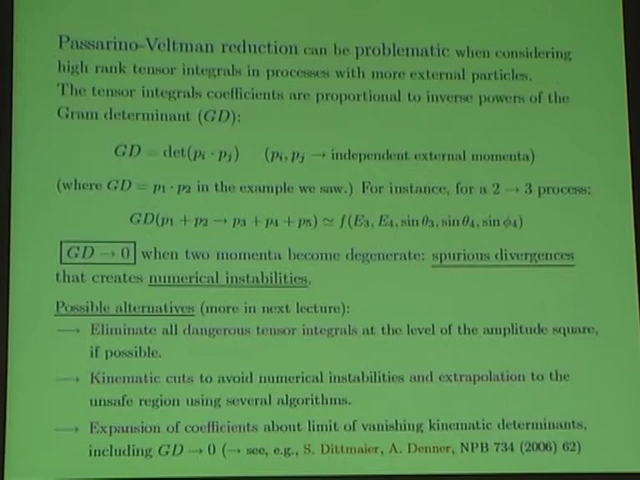 Passarino-Veltman reduction can be problematic when considering
high rank tensor integrals in processes with more external particles.
The tensor integrals coefficients are proportional to inverse powers of the
Gram determinant (GD):
GD = det(pᵢ · pⱼ) (pᵢ, pⱼ → independent external momenta)
(where GD = p₁ · p₂ in the example we saw.) For instance, for a 2 → 3 process:
GD(p₁ + p₂ → p₃ + p₄ + p₅) ≃ f(E₃, E₄, sin θ₃, sin θ₄, sin ϕ₄)
GD → 0 when two momenta become degenerate: spurious divergences
that creates numerical instabilities.
Possible alternatives (more in next lecture):
→ Eliminate all dangerous tensor integrals at the level of the amplitude square,
if possible.
→ Kinematic cuts to avoid numerical instabilities and extrapolation to the
unsafe region using several algorithms.
→ Expansion of coefficients about limit of vanishing kinematic determinants,
including GD → 0 (→ see, e.g., S. Dittmaier, A. Denner, NPB 734 (2006) 62)